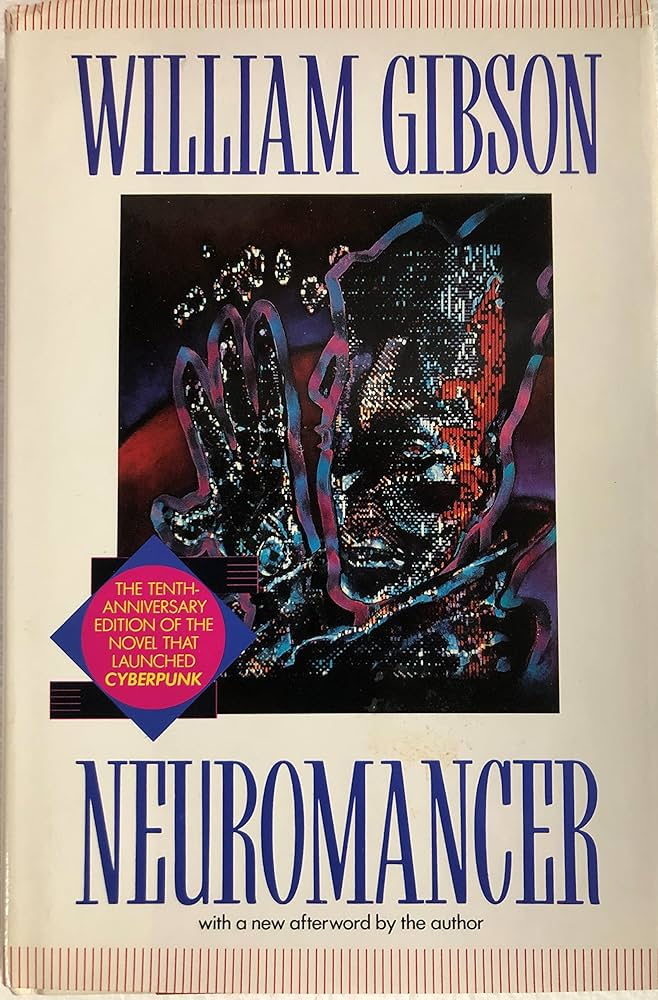 WILLIAM GIBSON
THE TENTH-
ANNIVERSARY
EDITION OF THE
NOVEL THAT
LAUNCHED
CYBERPUNK
NEUROMANCER
with a new afterword by the author